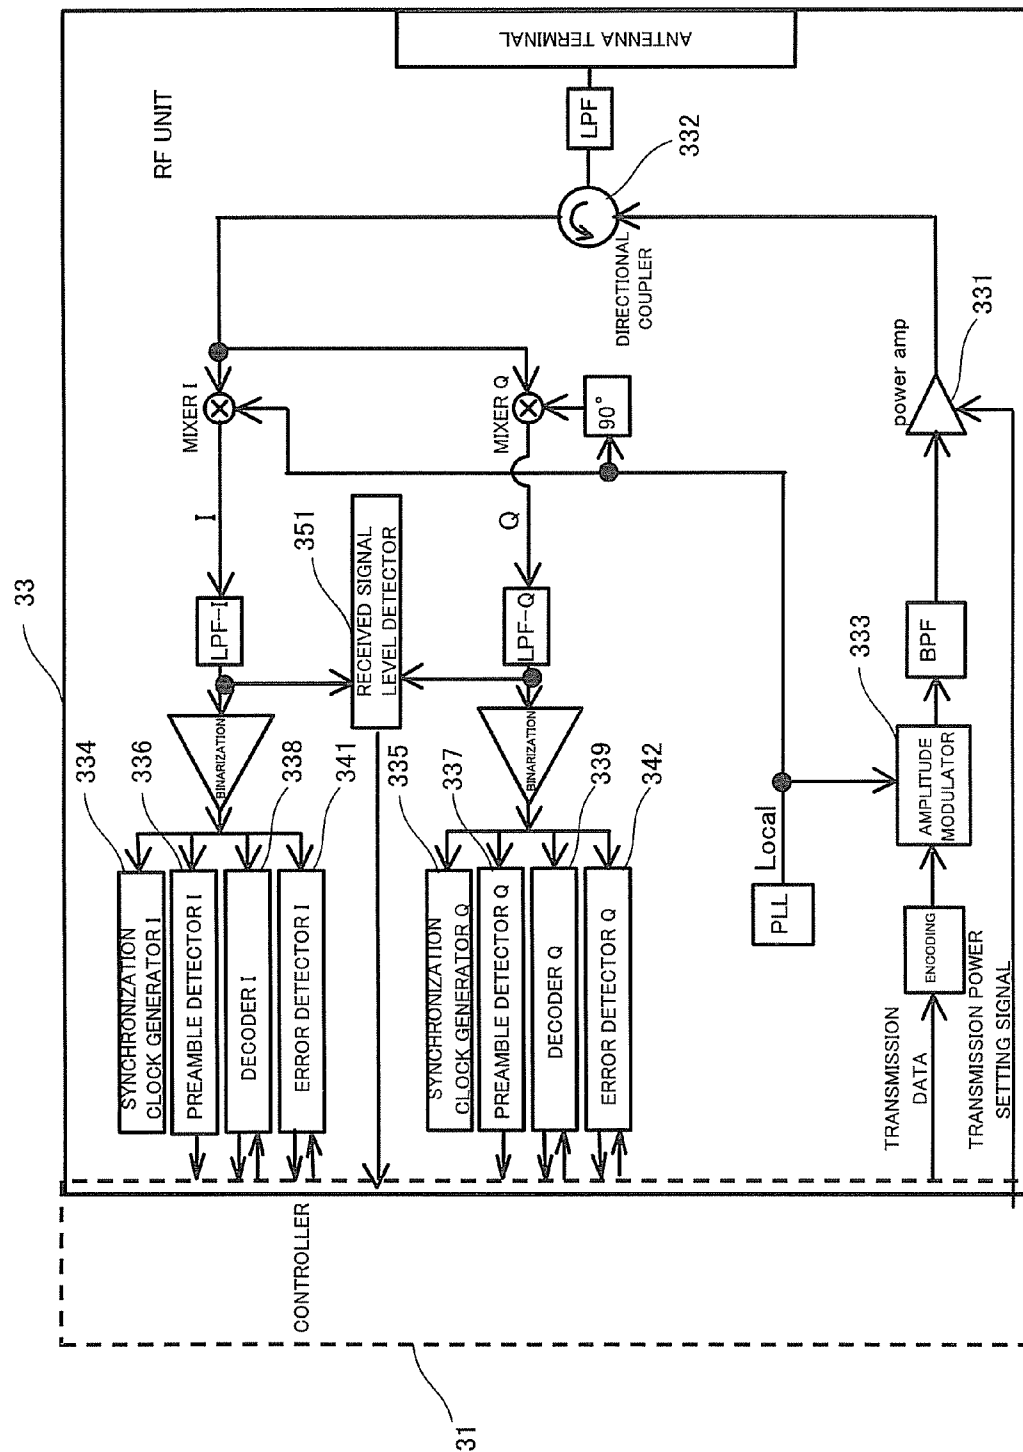 33
31
CONTROLLER
RF UNIT
334
336
338
341
SYNCHRONIZATION
CLOCK GENERATOR I
PREAMBLE DETECTOR I
DECODER I
ERROR DETECTOR I
BINARIZATION
LPF-I
I
MIXER I
351
RECEIVED SIGNAL
LEVEL DETECTOR
335
337
339
342
SYNCHRONIZATION
CLOCK GENERATOR Q
PREAMBLE DETECTOR Q
DECODER Q
ERROR DETECTOR Q
BINARIZATION
LPF-Q
Q
MIXER Q
90°
DIRECTIONAL
COUPLER
332
LPF
ANTENNA TERMINAL
PLL
Local
TRANSMISSION
DATA
ENCODING
AMPLITUDE
MODULATOR
333
BPF
power amp
331
TRANSMISSION POWER
SETTING SIGNAL